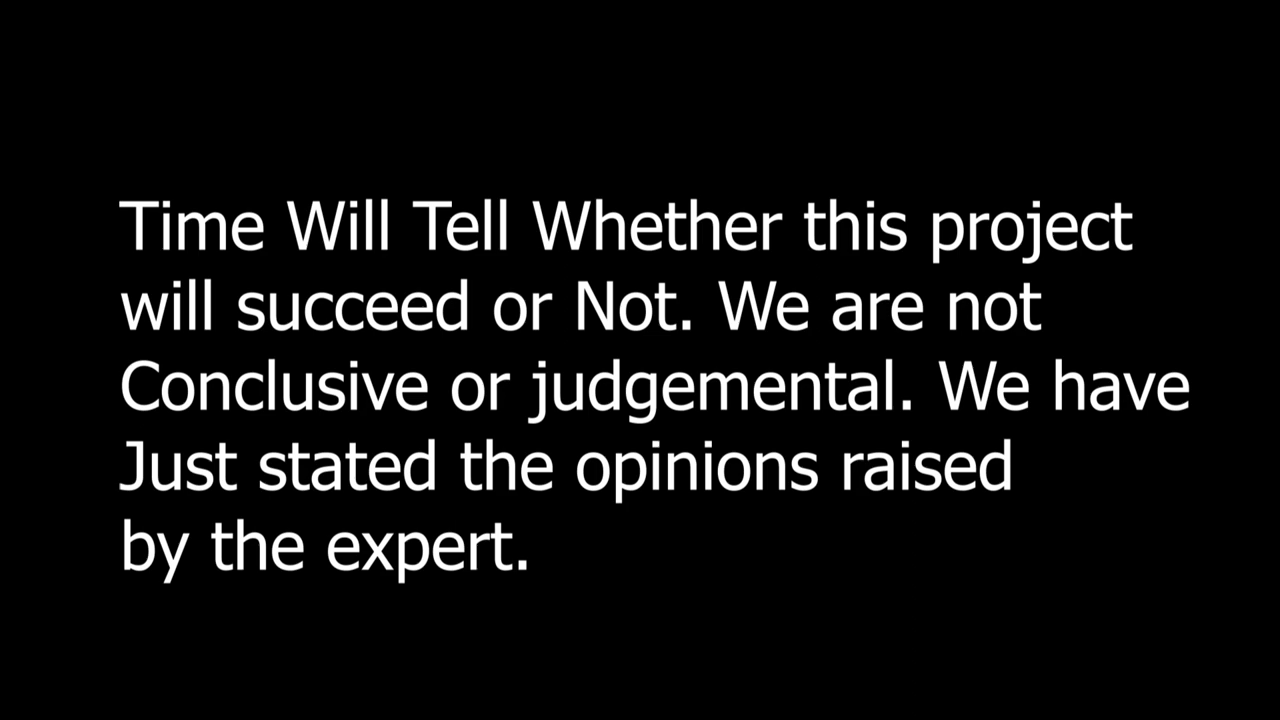 Time Will Tell Whether this project
will succeed or Not. We are not
Conclusive or judgemental. We have
Just stated the opinions raised
by the expert.